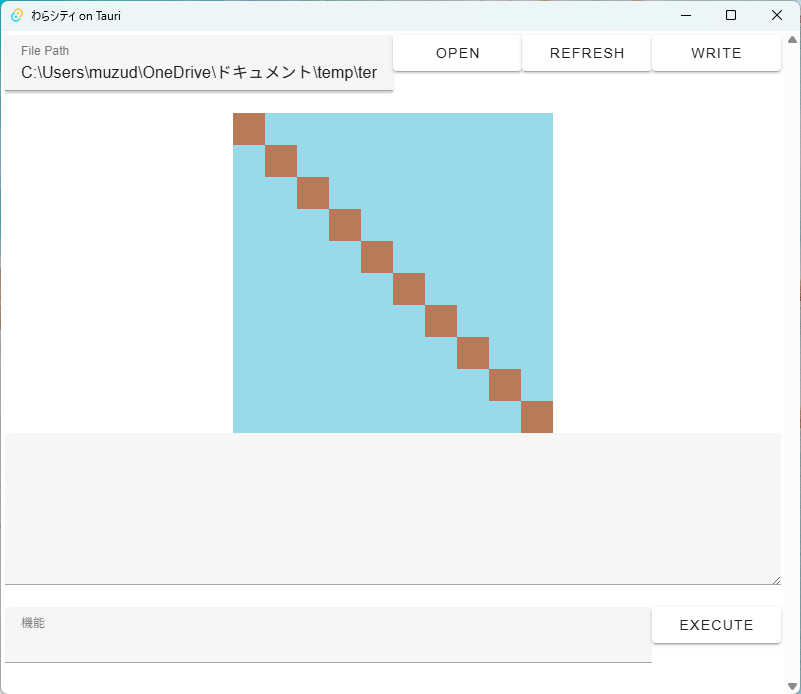 わらシティ on Tauri
File Path
C:\Users\muzud\OneDrive\ドキュメント\temp\ter
OPEN
REFRESH
WRITE
機能
EXECUTE